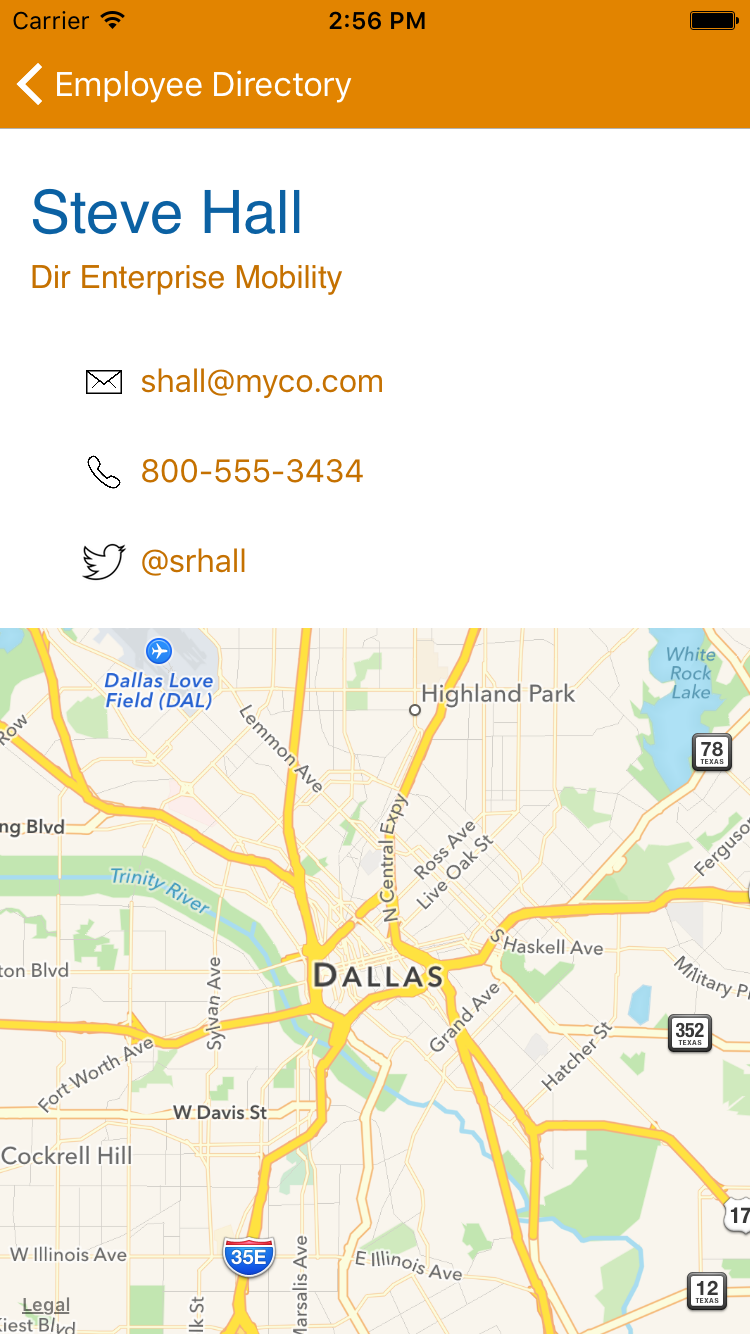 Carrier
2:56 PM
Employee Directory
Steve Hall
Dir Enterprise Mobility
shall@myco.com
800-555-3434
@srhall
White
Rock
Lake
Dallas Love
Field (DAL)
Highland Park
Row
Lemmon Ave
78
TEXAS
ng Blvd
N Central Expy
Ross Ave
Live Oak St
Ferguso
Trinity River
S Haskell Ave
ton Blvd
DALLAS
Military P
Sylvan Ave
Grand Ave
352
TEXAS
Hatcher St
Fort Worth Ave
W Davis St
Cockrell Hill
17
W Illinois Ave
35E
E Illinois Ave
Marsalis Ave
12
TEXAS
Legal
lk St
Kiest Blvd